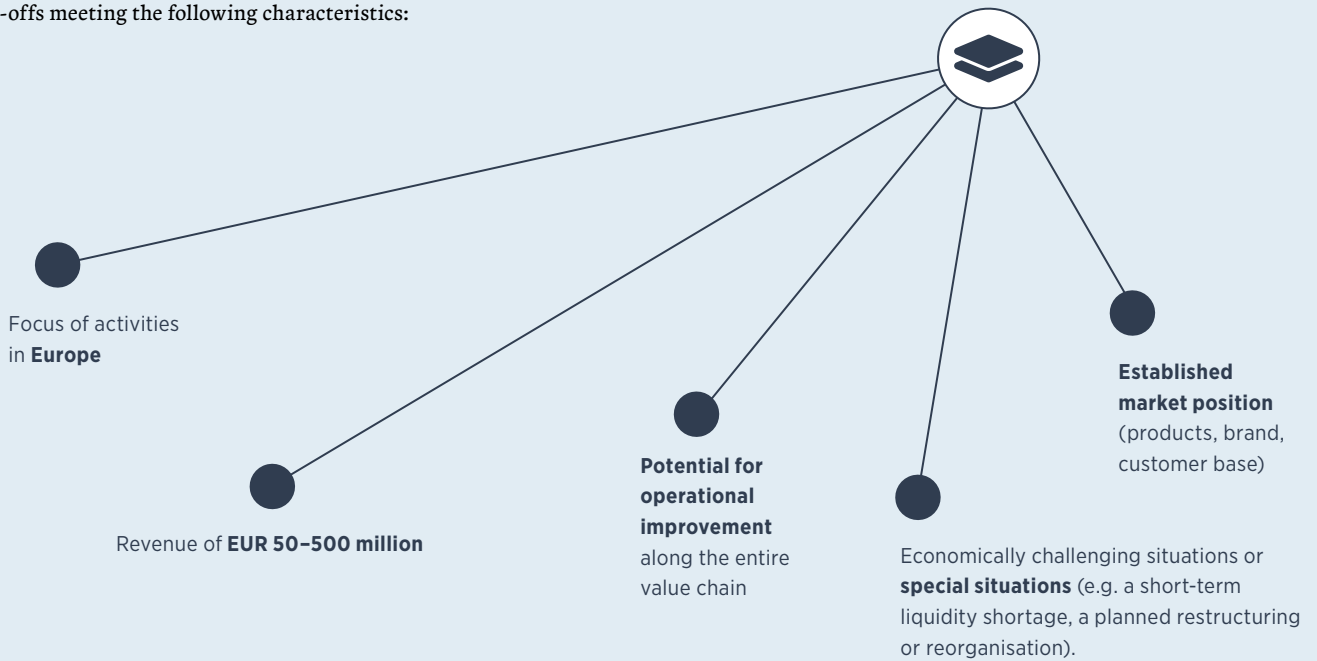 -offs meeting the following characteristics:
Focus of activities
in Europe
Revenue of EUR 50–500 million
Potential for
operational
improvement
along the entire
value chain
Economically challenging situations or
special situations (e.g. a short-term
liquidity shortage, a planned restructuring
or reorganisation).
Established
market position
(products, brand,
customer base)